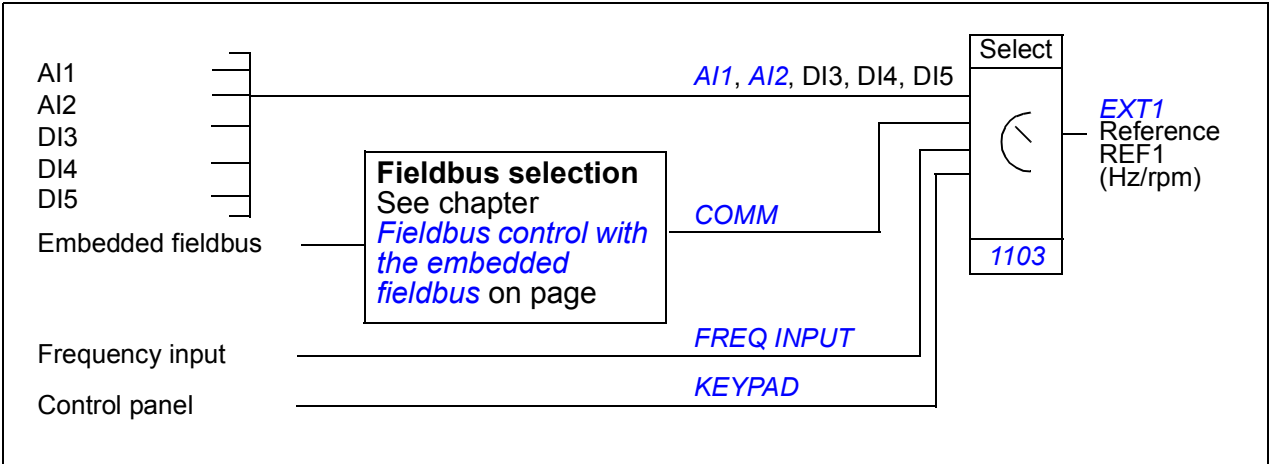 AI1
AI2
DI3
DI4
DI5
Embedded fieldbus
Frequency input
Control panel
Fieldbus selection
See chapter
Fieldbus control with
the embedded
fieldbus on page
AI1, AI2, DI3, DI4, DI5
COMM
FREQ INPUT
KEYPAD
Select
1103
EXT1
Reference
REF1
(Hz/rpm)